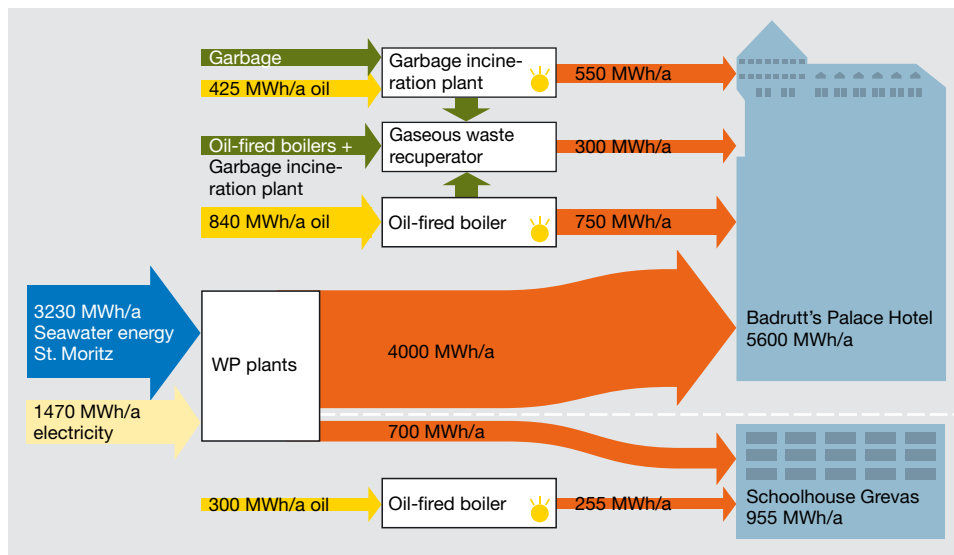 Garbage
425 MWh/a oil
Garbage incine-
ration plant
550 MWh/a
Oil-fired boilers +
Garbage incine-
ration plant
Gaseous waste
recuperator
300 MWh/a
840 MWh/a oil
Oil-fired boiler
750 MWh/a
3230 MWh/a
Seawater energy
St. Moritz
WP plants
4000 MWh/a
Badrutt's Palace Hotel
5600 MWh/a
1470 MWh/a
electricity
700 MWh/a
300 MWh/a oil
Oil-fired boiler
255 MWh/a
Schoolhouse Grevas
955 MWh/a